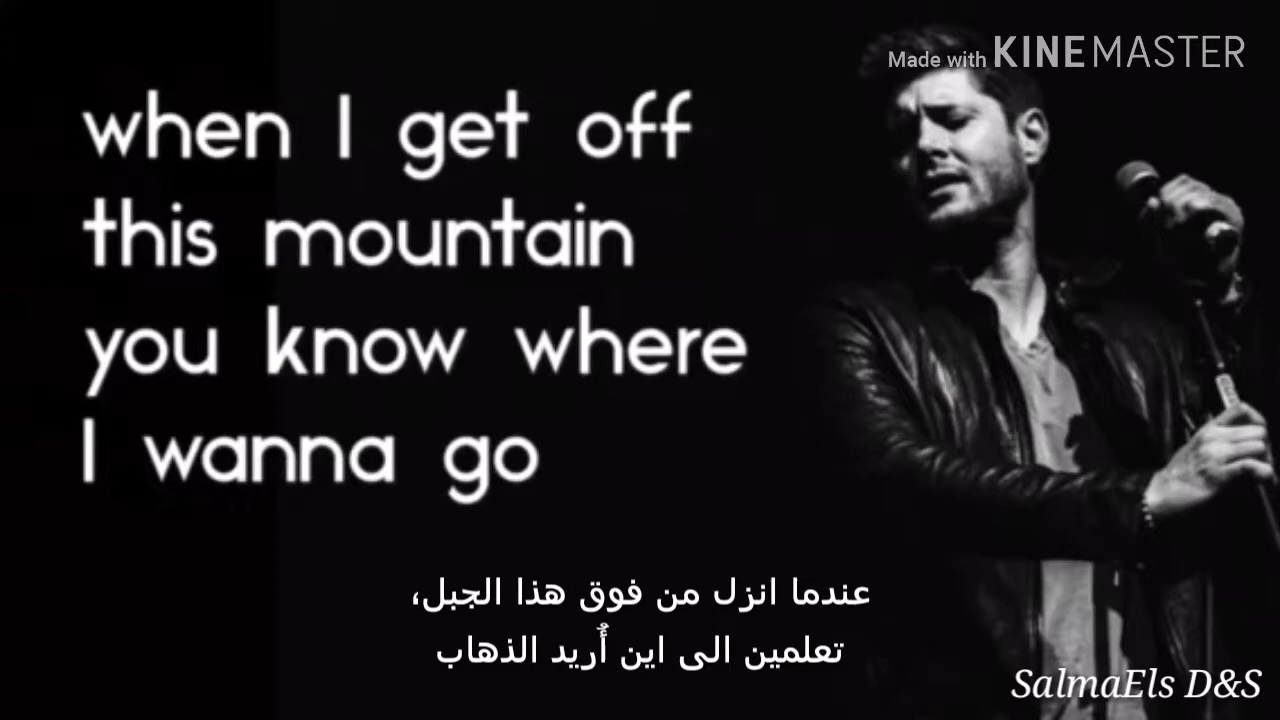 Made with KINEMASTER
when I get off
this mountain
you know where
I wanna go
عندما انزل من فوق هذا الجبل،
تعلمين الى اين أُريد الذهاب
SalmaEls D&S